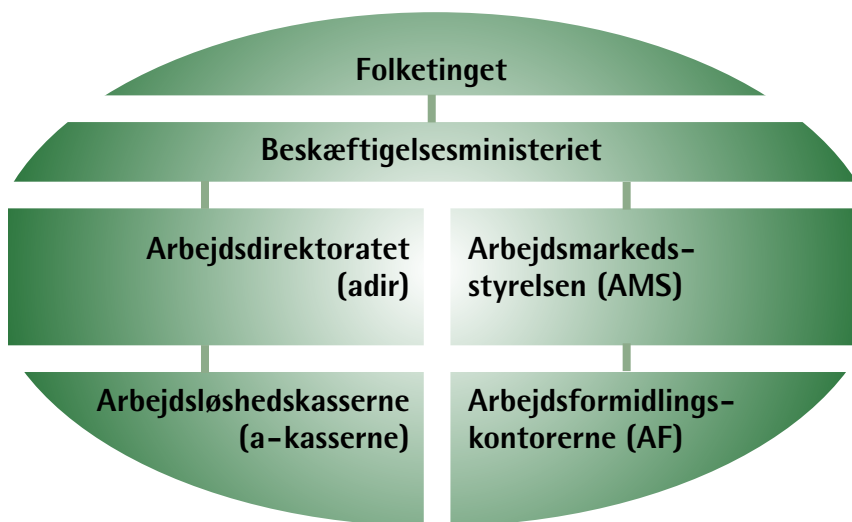 Folketinget
Beskæftigelsesministeriet
Arbejdsdirektoratet
(adir)
Arbejdsmarkeds-
styrelsen (AMS)
Arbejdsløshedskasserne
(a-kasserne)
Arbejdsformidlings-
kontorerne (AF)